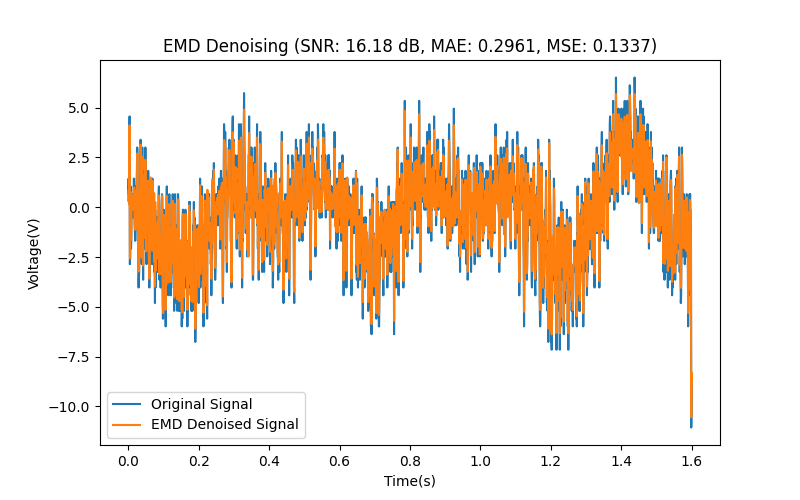 EMD Denoising (SNR: 16.18 dB, MAE: 0.2961, MSE: 0.1337)
5.0
2.5
0.0
−2.5
−5.0
−7.5
−10.0
Voltage(V)
Original Signal
EMD Denoised Signal
0.0 0.2 0.4 0.6 0.8 1.0 1.2 1.4 1.6
Time(s)